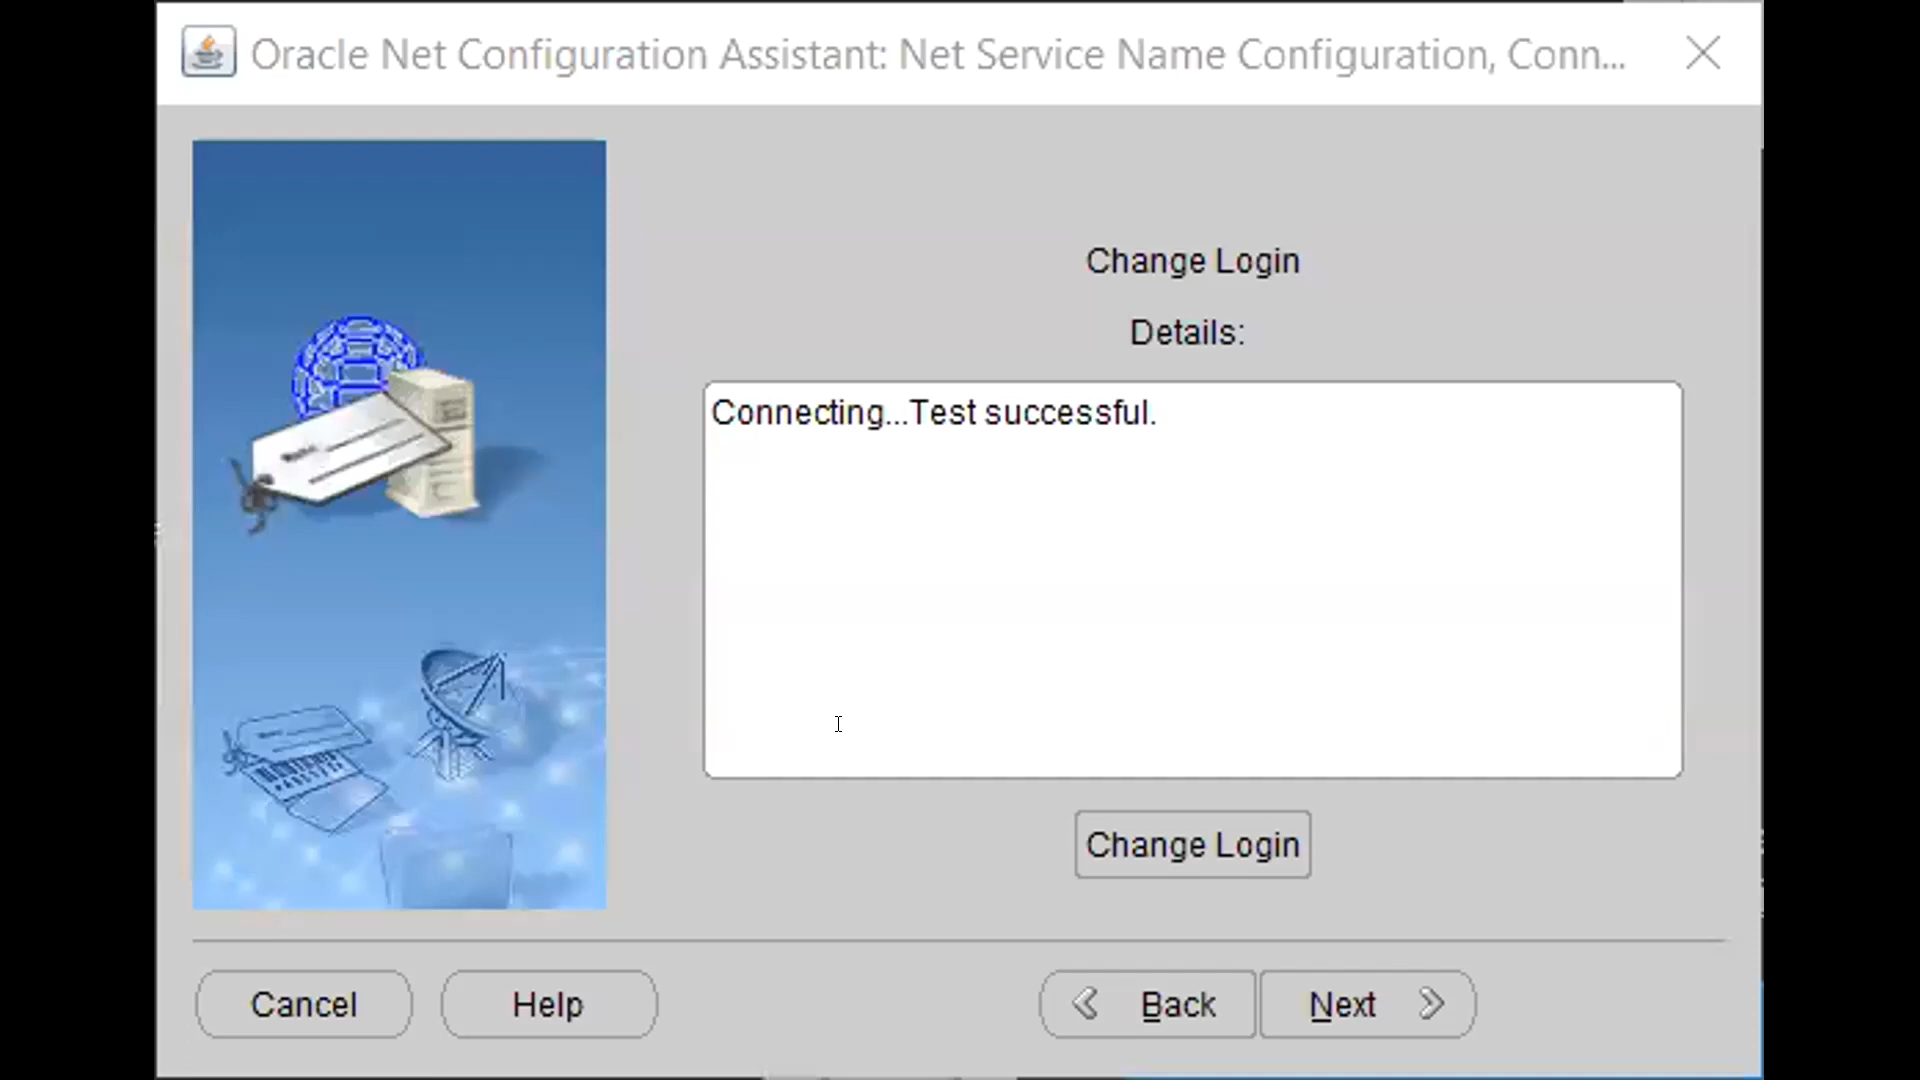 Oracle Net Configuration Assistant: Net Service Name Configuration, Conn...
Change Login
Details:
Connecting...Test successful.
Change Login
Cancel
Help
Back
Next